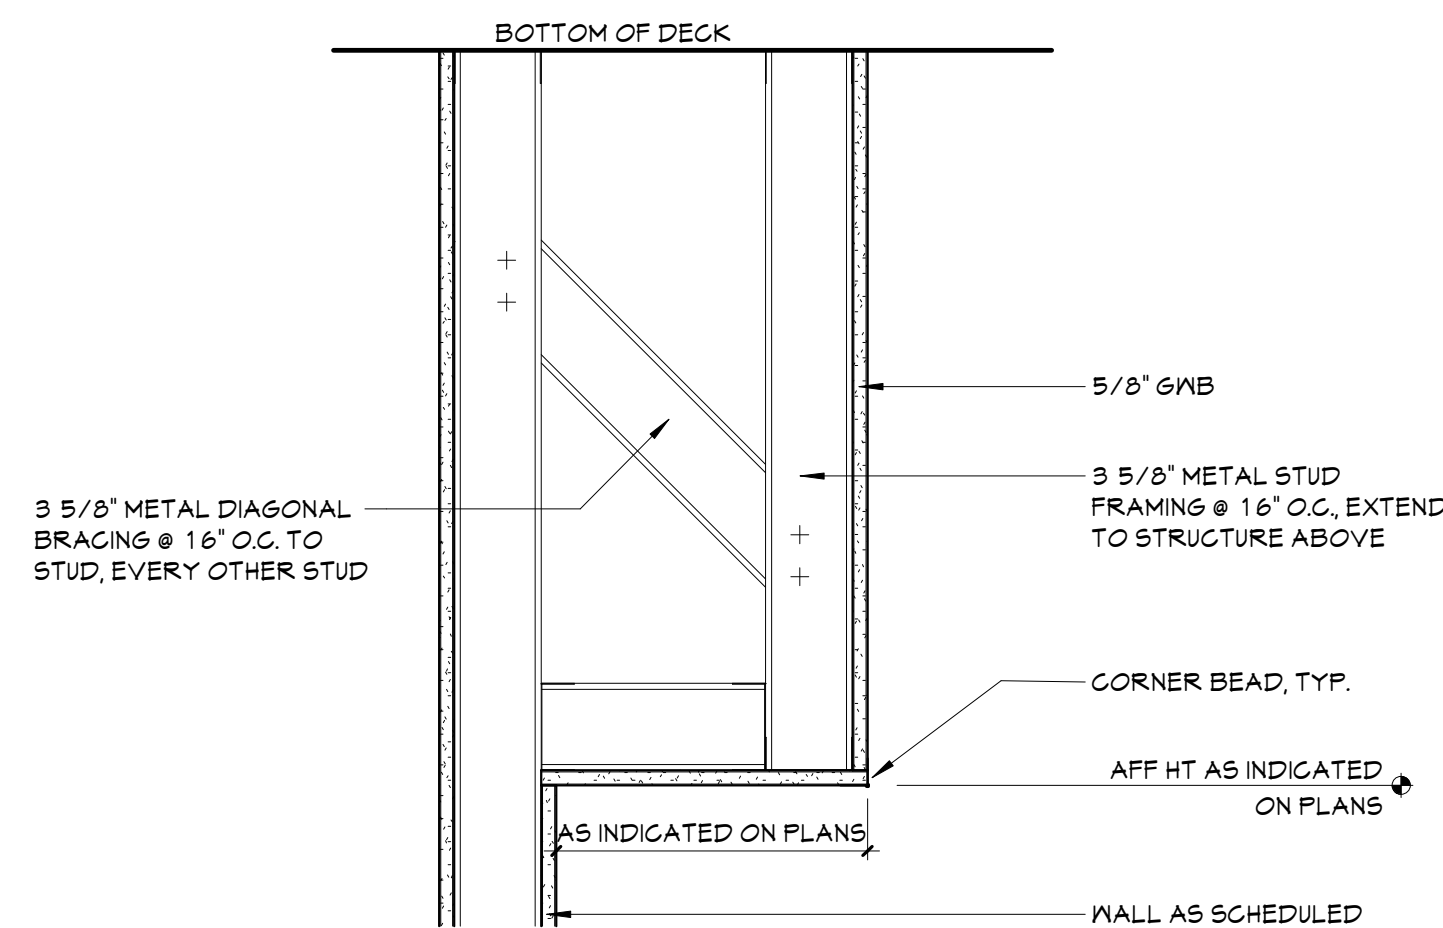 BOTTOM OF DECK
5/8" GWB
3 5/8" METAL STUD
FRAMING @ 16" O.C., EXTEND
TO STRUCTURE ABOVE
3 5/8" METAL DIAGONAL
BRACING @ 16" O.C. TO
STUD, EVERY OTHER STUD
CORNER BEAD, TYP.
AFF HT AS INDICATED
ON PLANS
AS INDICATED ON PLANS
WALL AS SCHEDULED